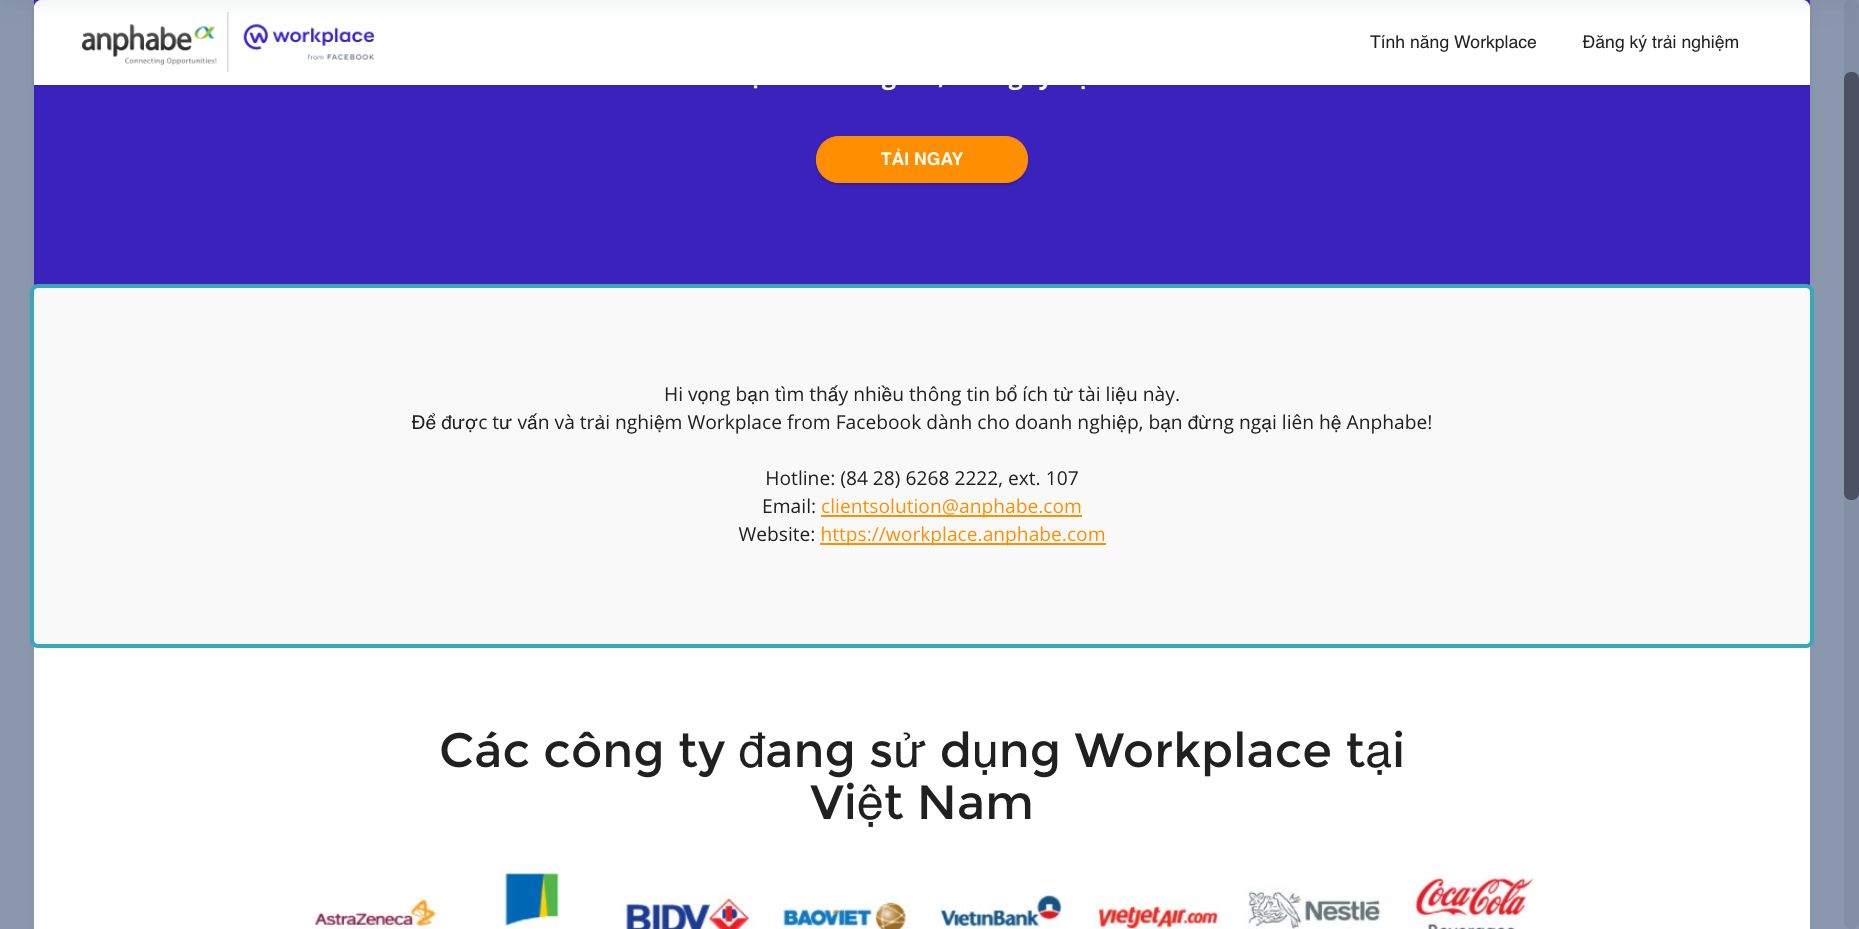 anphabe
Connecting Opportunities!
workplace
from FACEBOOK
Tính năng Workplace
Đăng ký trải nghiệm
TẢI NGAY
Hi vọng bạn tìm thấy nhiều thông tin bổ ích từ tài liệu này.
Để được tư vấn và trải nghiệm Workplace from Facebook dành cho doanh nghiệp, bạn đừng ngại liên hệ Anphabe!
Hotline: (84 28) 6268 2222, ext. 107
Email: clientsolution@anphabe.com
Website: https://workplace.anphabe.com
Các công ty đang sử dụng Workplace tại
Việt Nam
AstraZeneca
BIDV
BAOVIET
VietinBank
vietjetAir.com
Nestlé
Coca-Cola